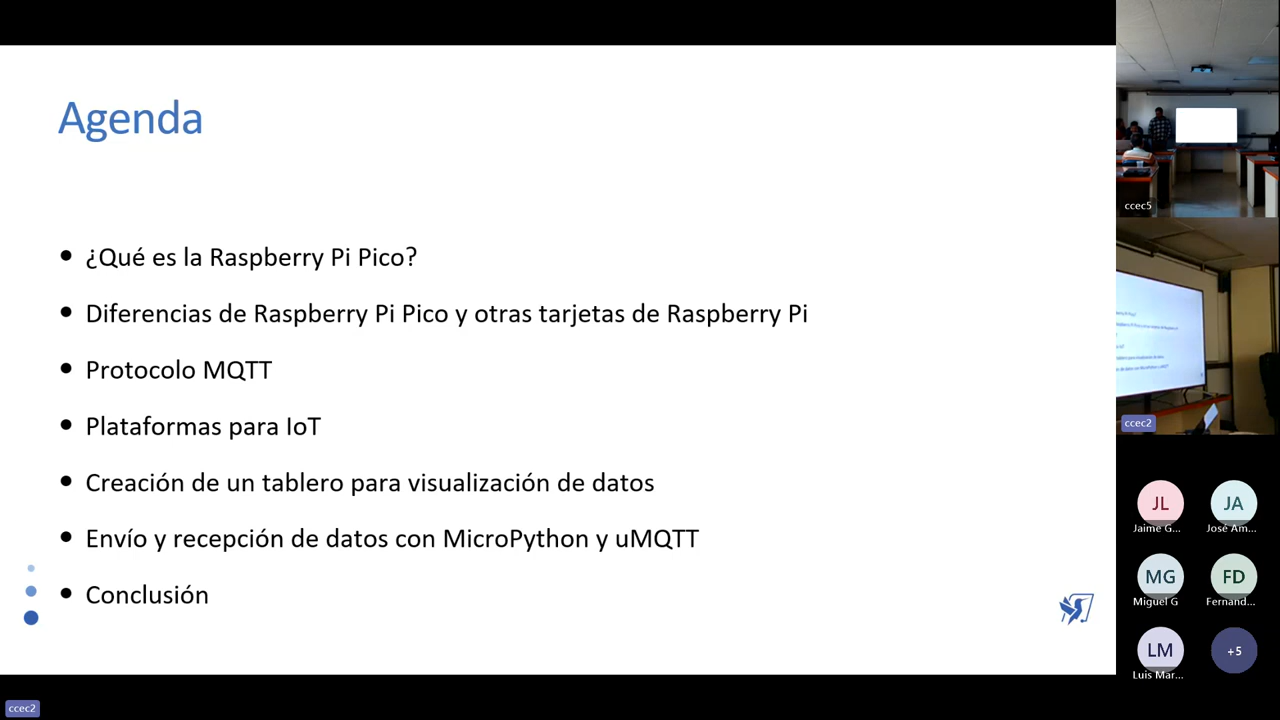 Agenda
• ¿Qué es la Raspberry Pi Pico?
• Diferencias de Raspberry Pi Pico y otras tarjetas de Raspberry Pi
• Protocolo MQTT
• Plataformas para IoT
• Creación de un tablero para visualización de datos
• Envío y recepción de datos con MicroPython y uMQTT
• Conclusión
ccec2
ccec5
ccec2
JL
Jaime G...
JA
José Am...
MG
Miguel G
FD
Fernand...
LM
Luis Mar...
+5